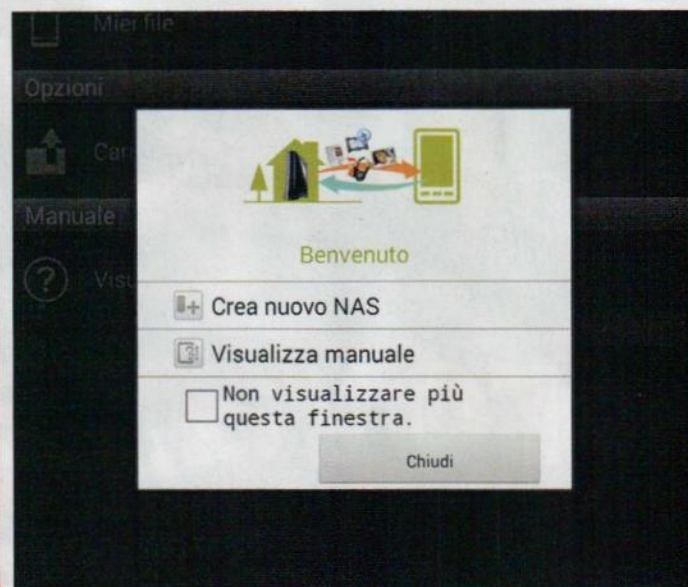 Miei file
Opzioni
Manuale
Benvenuto
Crea nuovo NAS
Visualizza manuale
Non visualizzare più
questa finestra.
Chiudi